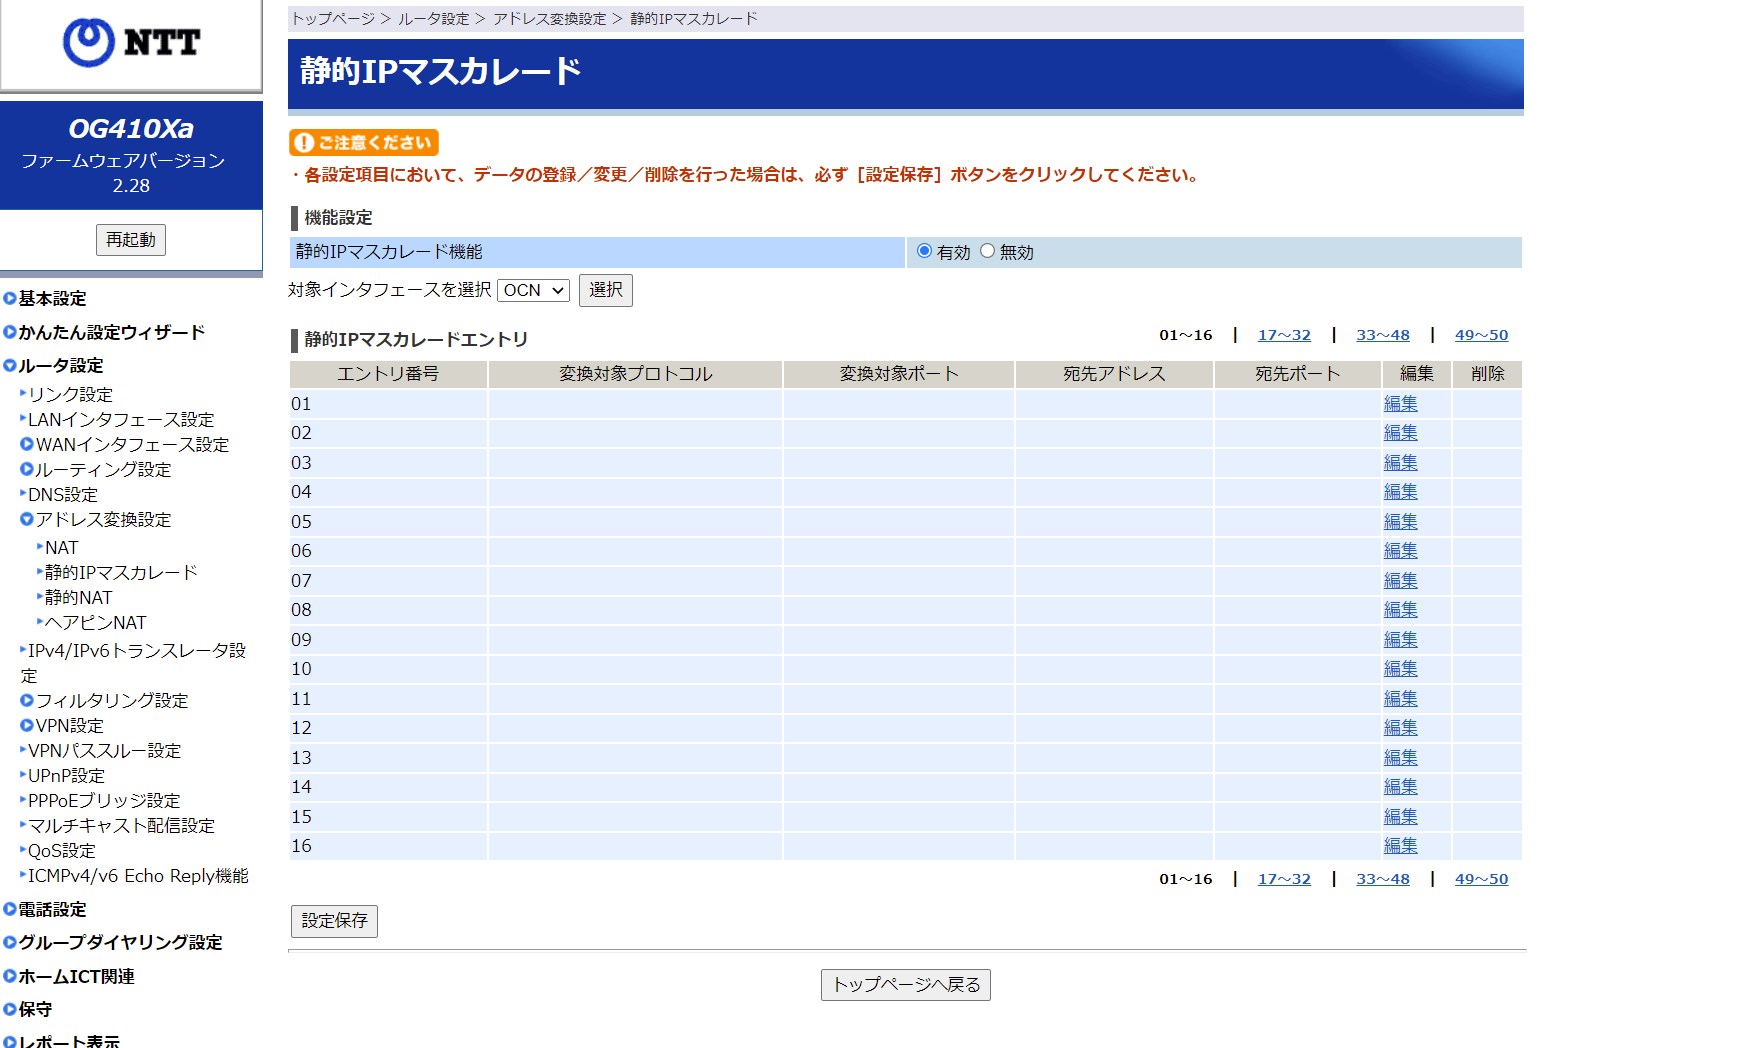 NTT
OG410Xa
ファームウェアバージョン
2.28
再起動
基本設定
かんたん設定ウィザード
ルータ設定
リンク設定
LANインタフェース設定
WANインタフェース設定
ルーティング設定
DNS設定
アドレス変換設定
NAT
静的IPマスカレード
静的NAT
ヘアピンNAT
IPv4/IPv6トランスレータ設
定
フィルタリング設定
VPN設定
VPNパススルー設定
UPnP設定
PPPoEブリッジ設定
マルチキャスト配信設定
QoS設定
ICMPv4/v6 Echo Reply機能
電話設定
グループダイヤリング設定
ホームICT関連
保守
レポート表示
トップページ ＞ ルータ設定 ＞ アドレス変換設定 ＞ 静的IPマスカレード
静的IPマスカレード
ご注意ください
・各設定項目において、データの登録／変更／削除を行った場合は、必ず［設定保存］ボタンをクリックしてください。
機能設定
静的IPマスカレード機能 有効 無効
対象インタフェースを選択 OCN 選択
静的IPマスカレードエントリ 01～16 | 17～32 | 33～48 | 49～50
エントリ番号 変換対象プロトコル 変換対象ポート 宛先アドレス 宛先ポート 編集 削除
01 編集
02 編集
03 編集
04 編集
05 編集
06 編集
07 編集
08 編集
09 編集
10 編集
11 編集
12 編集
13 編集
14 編集
15 編集
16 編集
01～16 | 17～32 | 33～48 | 49～50
設定保存
トップページへ戻る